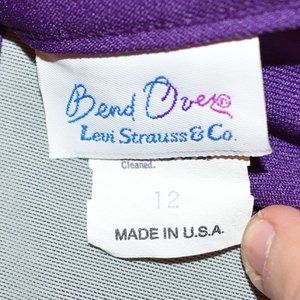 Bend Over®
Levi Strauss & Co.
Cleaned.
12
MADE IN U.S.A.